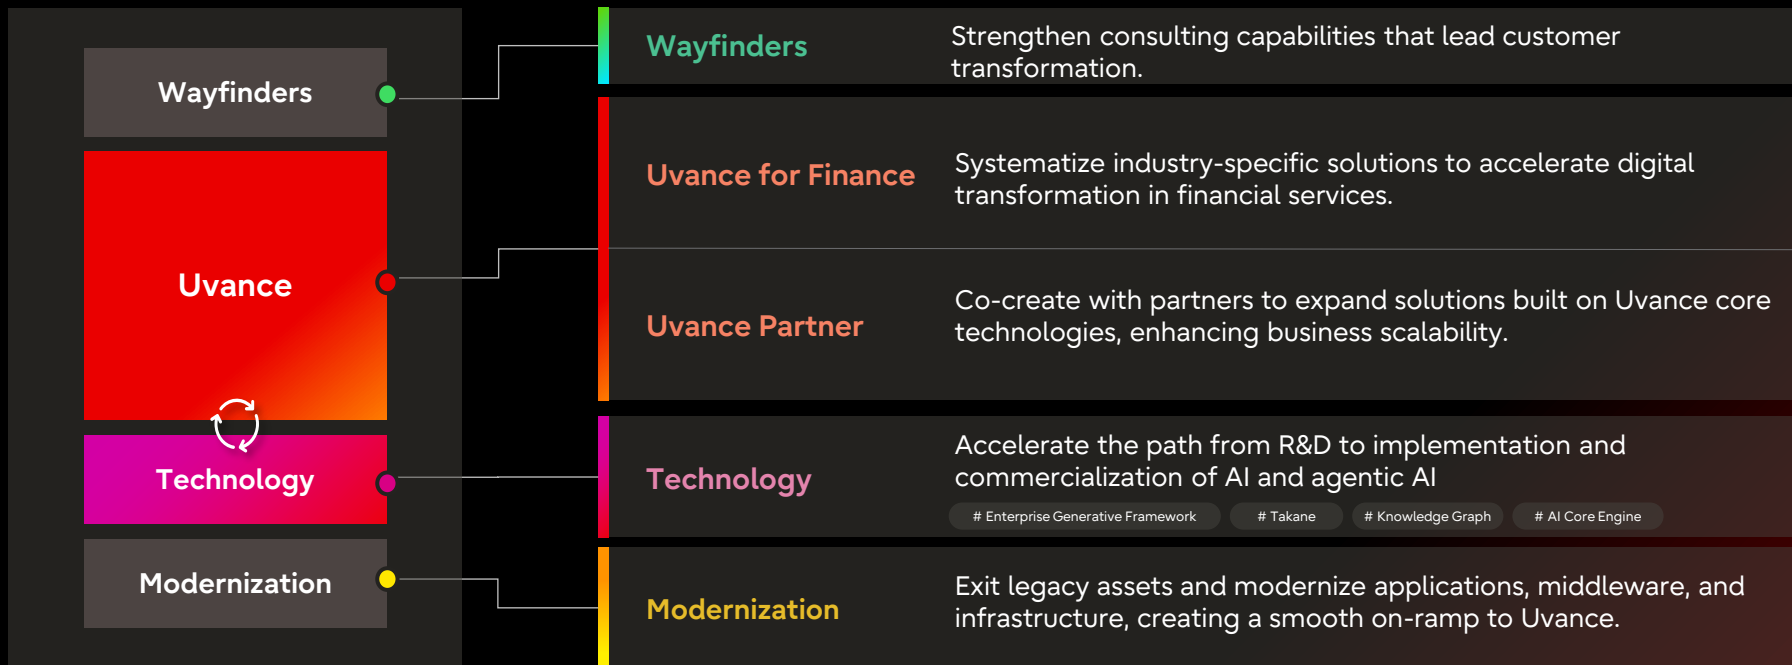 Wayfinders
Uvance
Technology
Modernization
Wayfinders
Strengthen consulting capabilities that lead customer
transformation.
Uvance for Finance
Systematize industry-specific solutions to accelerate digital
transformation in financial services.
Uvance Partner
Co-create with partners to expand solutions built on Uvance core
technologies, enhancing business scalability.
Technology
Accelerate the path from R&D to implementation and
commercialization of AI and agentic AI
# Enterprise Generative Framework
# Takane
# Knowledge Graph
# AI Core Engine
Modernization
Exit legacy assets and modernize applications, middleware, and
infrastructure, creating a smooth on-ramp to Uvance.